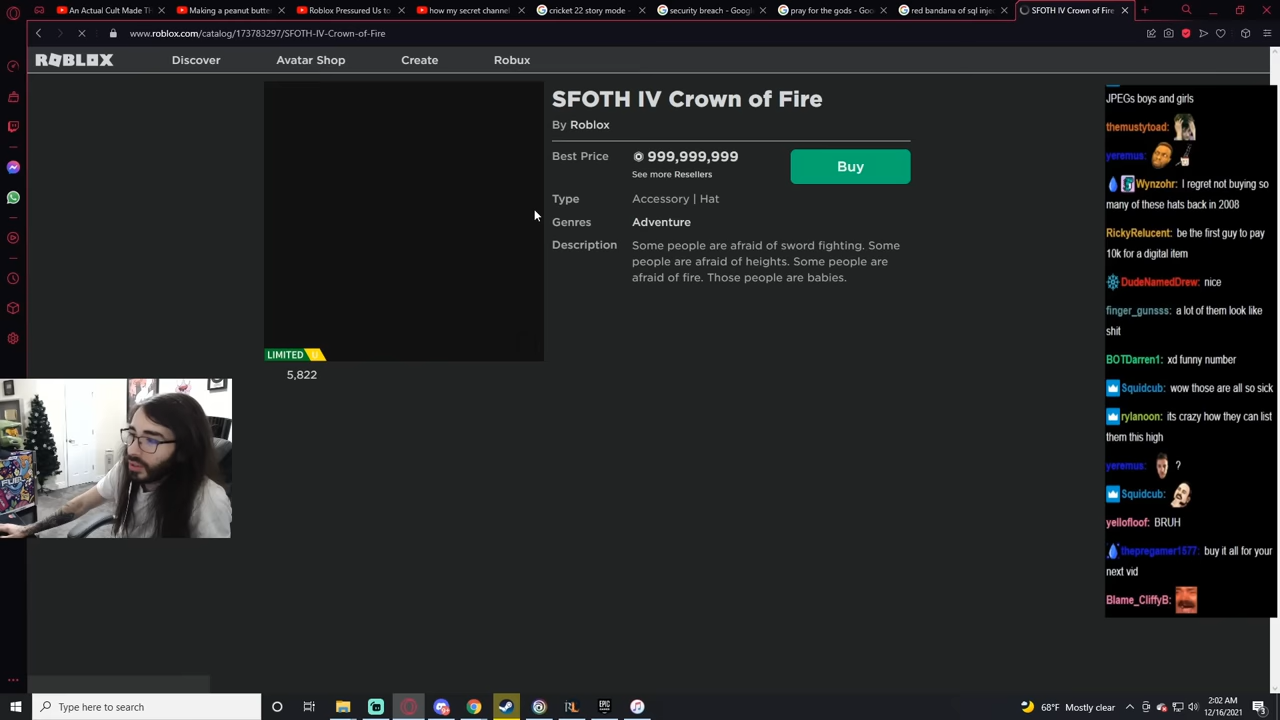 An Actual Cult Made Th
Making a peanut butte
Roblox Pressured Us to
how my secret channel
cricket 22 story mode -
security breach - Google
pray for the gods - Goo
red bandana of sql inje
SFOTH IV Crown of Fire
www.roblox.com/catalog/173783297/SFOTH-IV-Crown-of-Fire
ROBLOX
Discover
Avatar Shop
Create
Robux
SFOTH IV Crown of Fire
By Roblox
Best Price
999,999,999
See more Resellers
Buy
Type
Accessory | Hat
Genres
Adventure
Description
Some people are afraid of sword fighting. Some
people are afraid of heights. Some people are
afraid of fire. Those people are babies.
LIMITED U
5,822
JPEGs boys and girls
themustytoad:
yeremus:
Wynzohr: I regret not buying so
many of these hats back in 2008
RickyRelucent: be the first guy to pay
10k for a digital item
DudeNamedDrew: nice
finger_gunsss: a lot of them look like
shit
BOTDarren1: xd funny number
Squidcub: wow those are all so sick
rylanoon: its crazy how they can list
them this high
yeremus: ?
Squidcub:
yellofloof: BRUH
thepregamer1677: buy it all for your
next vid
Blame_CliffyB:
FUEL
Type here to search
EPIC
68°F Mostly clear
2:02 AM
12/16/2021
3